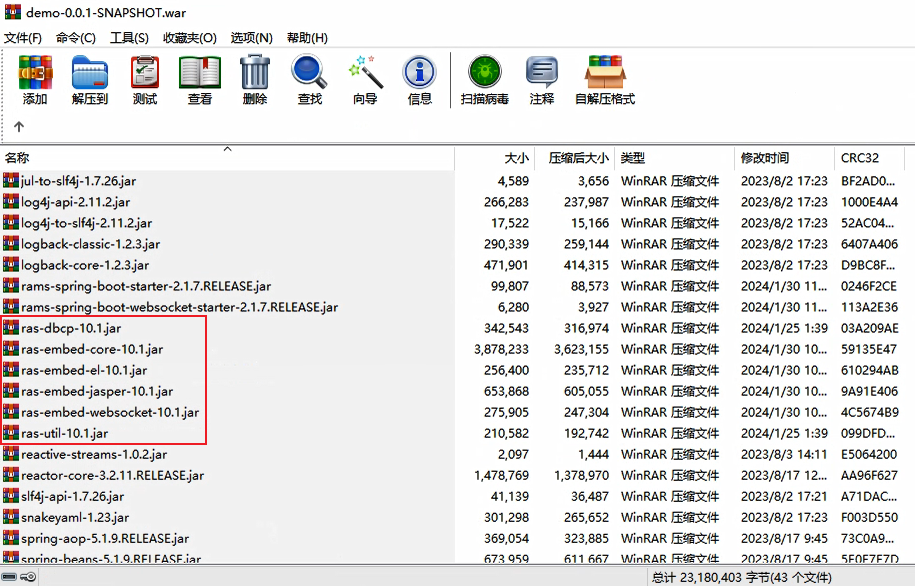 demo-0.0.1-SNAPSHOT.war
文件(F) 命令(C) 工具(S) 收藏夹(O) 选项(N) 帮助(H)
添加 解压到 测试 查看 删除 查找 向导 信息 扫描病毒 注释 自解压格式
名称 大小 压缩后大小 类型 修改时间 CRC32
jul-to-slf4j-1.7.26.jar 4,589 3,656 WinRAR 压缩文件 2023/8/2 17:23 BF2AD0...
log4j-api-2.11.2.jar 266,283 237,987 WinRAR 压缩文件 2023/8/2 17:23 1000E4A4
log4j-to-slf4j-2.11.2.jar 17,522 15,166 WinRAR 压缩文件 2023/8/2 17:23 52AC04...
logback-classic-1.2.3.jar 290,339 259,144 WinRAR 压缩文件 2023/8/2 17:23 6407A406
logback-core-1.2.3.jar 471,901 414,315 WinRAR 压缩文件 2023/8/2 17:23 D9BC8F...
rams-spring-boot-starter-2.1.7.RELEASE.jar 99,807 88,573 WinRAR 压缩文件 2024/1/30 11... 0246F2CE
rams-spring-boot-websocket-starter-2.1.7.RELEASE.jar 6,280 3,927 WinRAR 压缩文件 2024/1/30 11... 113A2E36
ras-dbcp-10.1.jar 342,543 316,974 WinRAR 压缩文件 2024/1/25 1:39 03A209AE
ras-embed-core-10.1.jar 3,878,233 3,623,155 WinRAR 压缩文件 2024/1/30 10... 59135E47
ras-embed-el-10.1.jar 256,400 235,712 WinRAR 压缩文件 2024/1/30 10... 610294AB
ras-embed-jasper-10.1.jar 653,868 605,055 WinRAR 压缩文件 2024/1/30 10... 9A91E406
ras-embed-websocket-10.1.jar 275,905 247,304 WinRAR 压缩文件 2024/1/30 10... 4C5674B9
ras-util-10.1.jar 210,582 192,742 WinRAR 压缩文件 2024/1/25 1:39 099DFD...
reactive-streams-1.0.2.jar 2,097 1,444 WinRAR 压缩文件 2023/8/3 14:11 E5064200
reactor-core-3.2.11.RELEASE.jar 1,478,769 1,378,970 WinRAR 压缩文件 2023/8/17 12... AA96F627
slf4j-api-1.7.26.jar 41,139 36,487 WinRAR 压缩文件 2023/8/2 17:21 A71DAC...
snakeyaml-1.23.jar 301,298 265,652 WinRAR 压缩文件 2023/8/2 17:23 F003D550
spring-aop-5.1.9.RELEASE.jar 369,054 323,885 WinRAR 压缩文件 2023/8/17 9:45 73C0A9...
spring-beans-5.1.9.RELEASE.jar 673,959 611,667 WinRAR 压缩文件 2023/8/17 9:45 5F0F7F7D
总计 23,180,403 字节(43 个文件)